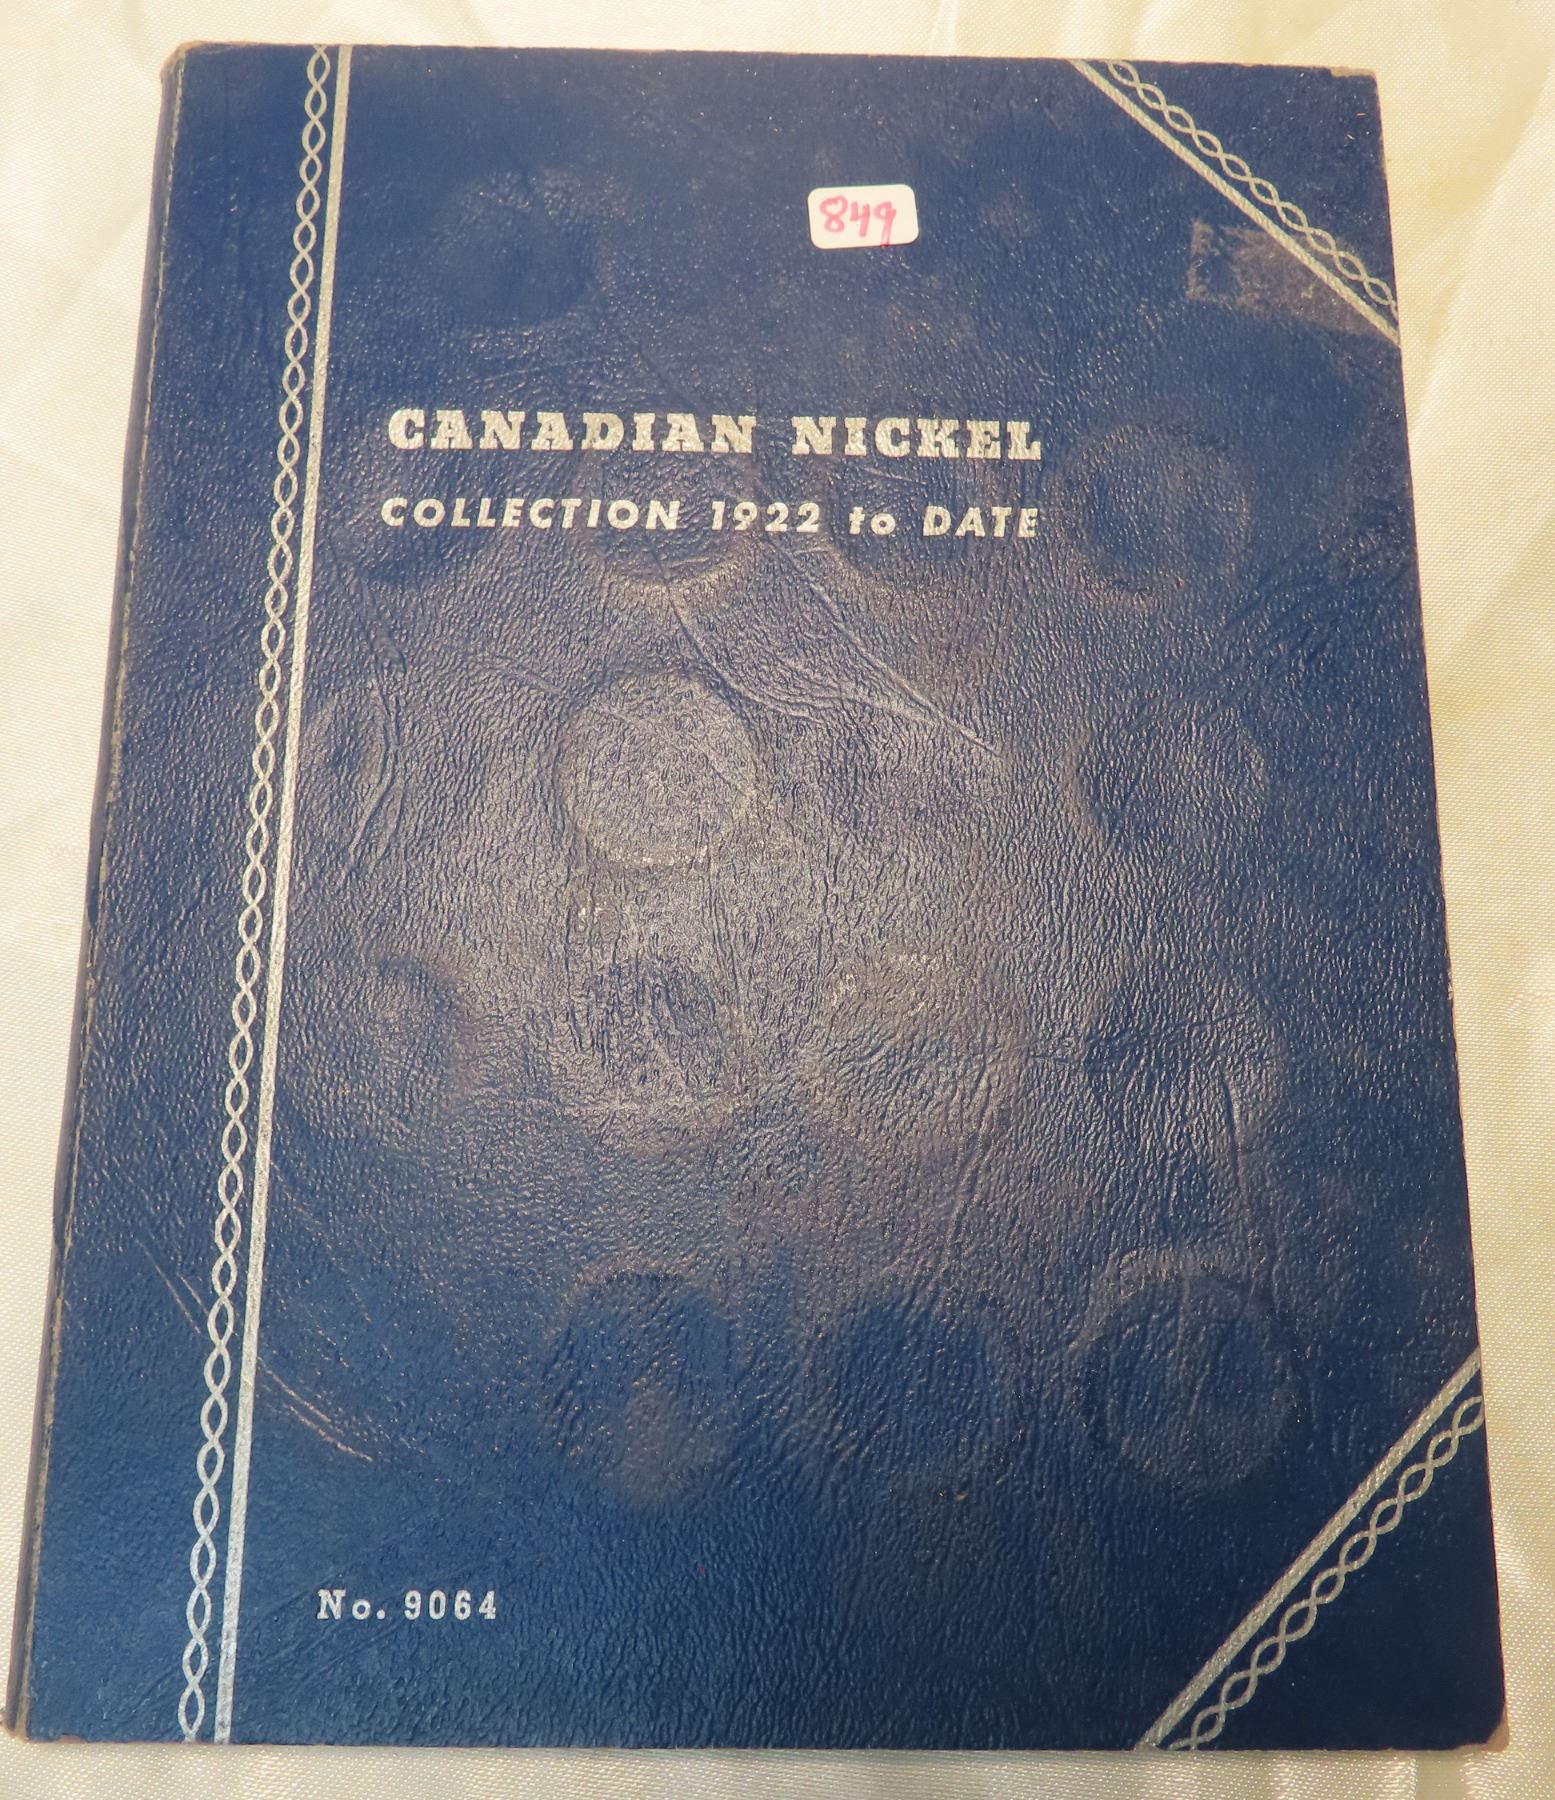 849
CANADIAN NICKEL
COLLECTION 1922 to DATE
No. 9064